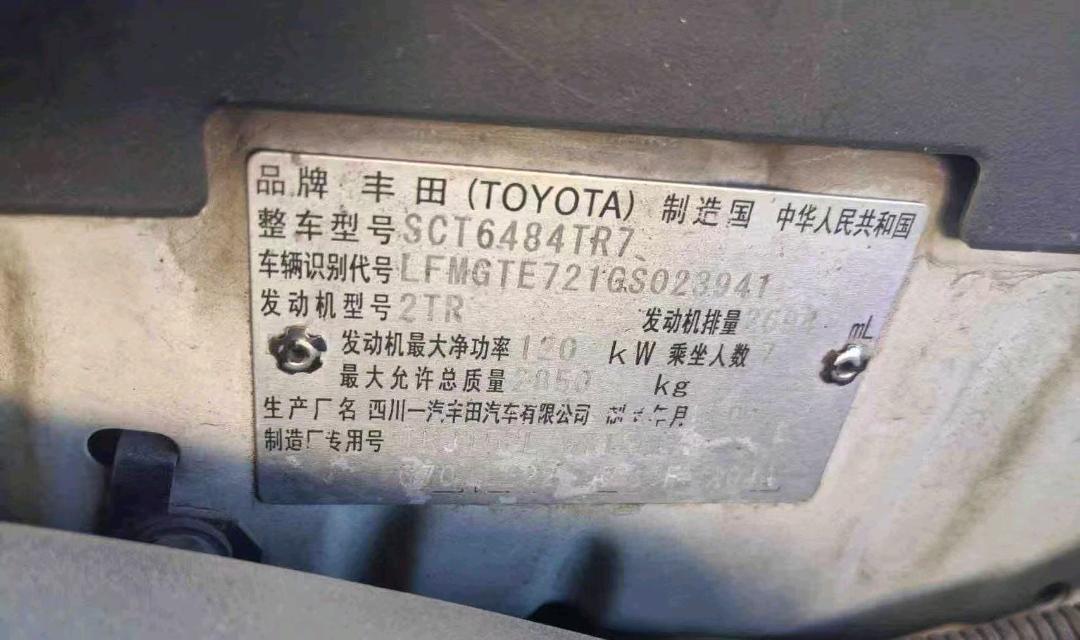 品牌 丰田(TOYOTA) 制造国 中华人民共和国
整车型号 SCT6484TR7
车辆识别代号 LFMGTE721GS023941
发动机型号 2TR 发动机排量 2694 mL
发动机最大净功率 120 kW 乘坐人数 7
最大允许总质量 2850 kg
生产厂名 四川一汽丰田汽车有限公司
制造厂专用号